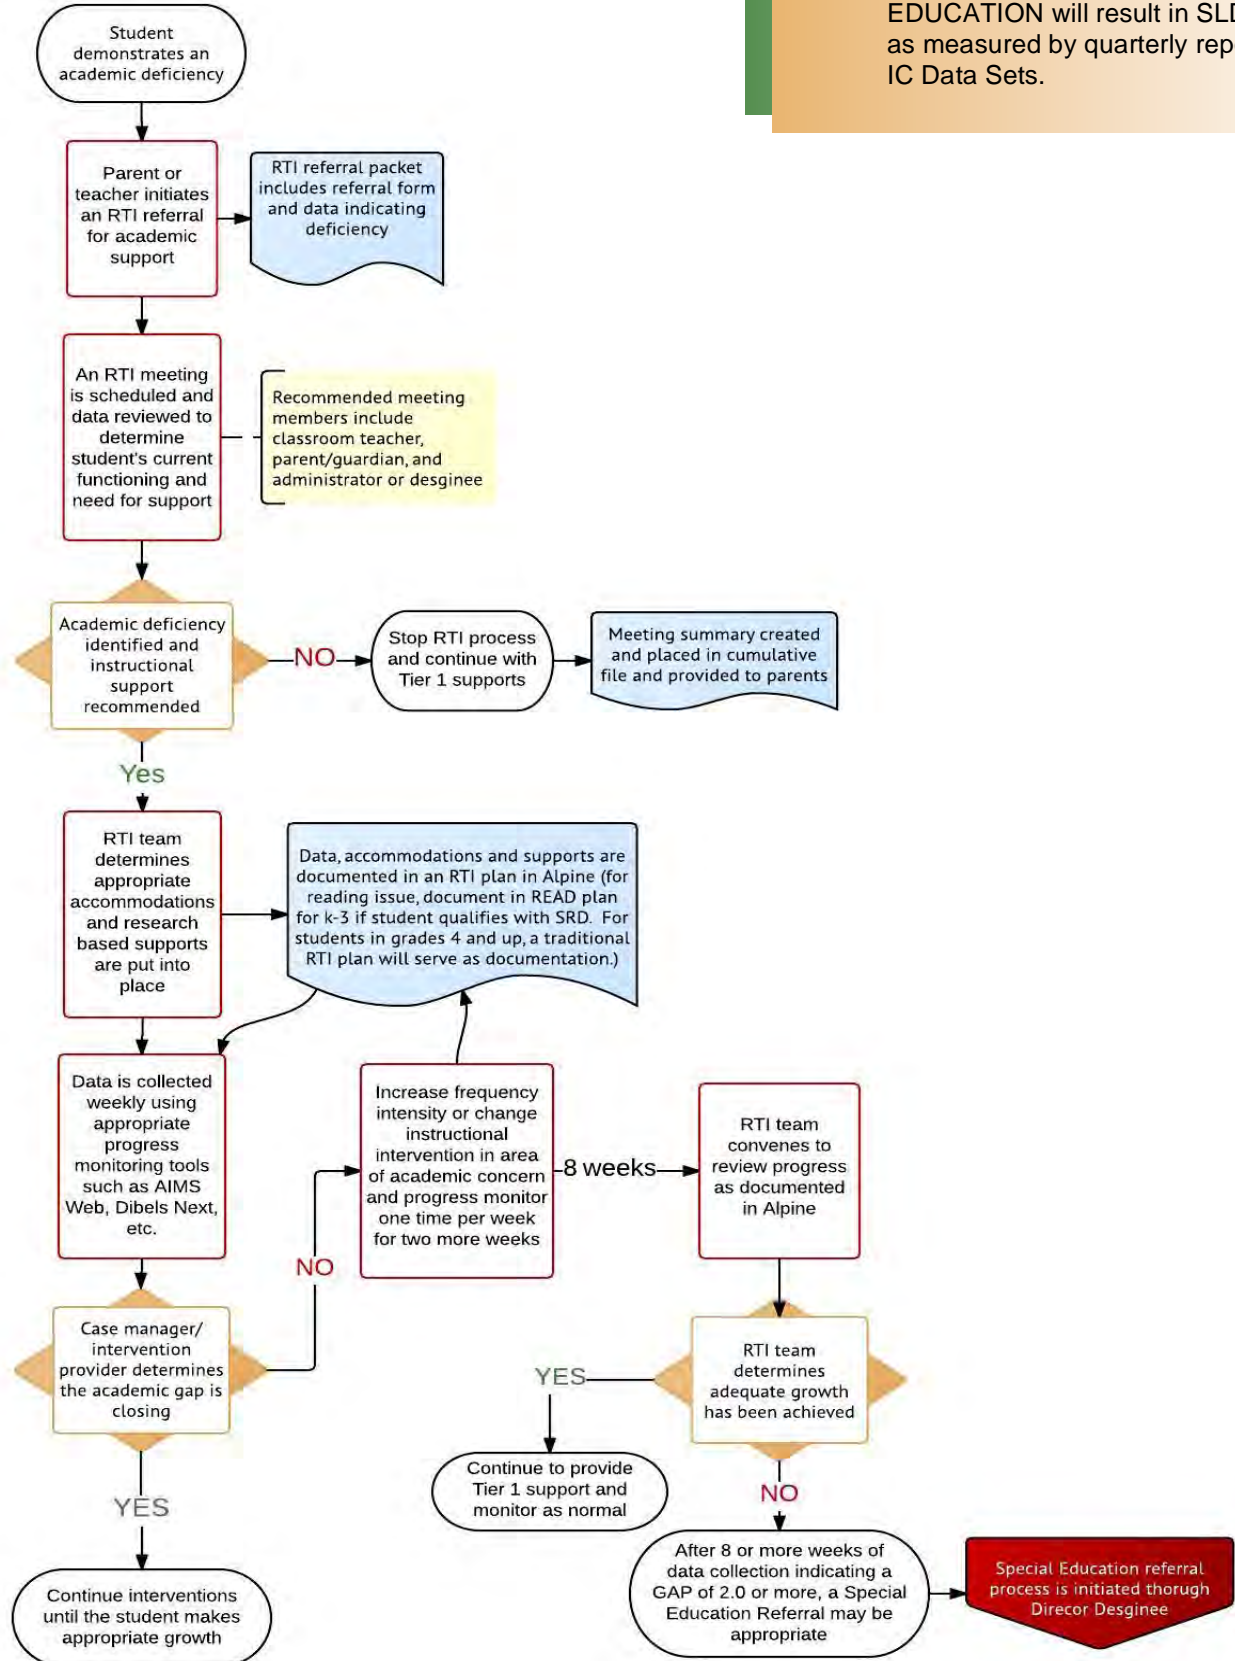 EDUCATION will result in
as measured by quarterly
IC Data Sets.
Student
demonstrates an
academic deficiency
Parent or
teacher initiates
an RTI referral
for academic
support
RTI referral packet
includes referral form
and data indicating
deficiency
An RTI meeting
is scheduled and
data reviewed to
determine
student's current
functioning and
need for support
Recommended meeting
members include
classroom teacher,
parent/guardian, and
administrator or desginee
Academic deficiency
identified and
instructional
support
recommended
NO
Stop RTI process
and continue with
Tier 1 supports
Meeting summary created
and placed in cumulative
file and provided to parents
Yes
RTI team
determines
appropriate
accommodations
and research
based supports
are put into
place
Data, accommodations and supports are
documented in an RTI plan in Alpine (for
reading issue, document in READ plan
for k-3 if student qualifies with SRD. For
students in grades 4 and up, a traditional
RTI plan will serve as documentation.)
Data is collected
weekly using
appropriate
progress
monitoring tools
such as AIMS
Web, Dibels Next,
etc.
Increase frequency
intensity or change
instructional
intervention in area
of academic concern
and progress monitor
one time per week
for two more weeks
8 weeks
RTI team
convenes to
review progress
as documented
in Alpine
NO
Case manager/
intervention
provider determines
the academic gap is
closing
RTI team
determines
adequate growth
has been achieved
YES
Continue to provide
Tier 1 support and
monitor as normal
NO
YES
Continue interventions
until the student makes
appropriate growth
After 8 or more weeks of
data collection indicating a
GAP of 2.0 or more, a Special
Education Referral may be
appropriate
Special Education referral
process is initiated thorugh
Direcor Desginee